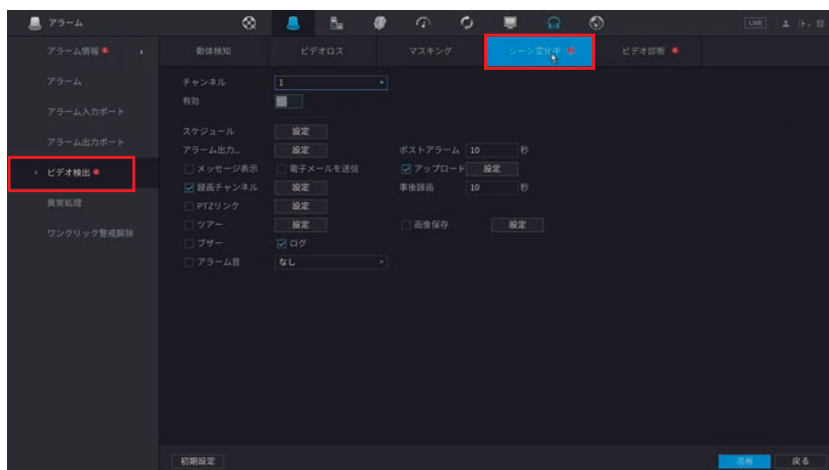 アラーム
LIVE
アラーム情報
動体検知 ビデオロス マスキング シーン変化中 ビデオ診断
アラーム
チャンネル 1
有効
アラーム入力ポート
スケジュール 設定
アラーム出力ポート
アラーム出力... 設定 ポストアラーム 10 秒
メッセージ表示 電子メールを送信 アップロード 設定
ビデオ検出
録画チャンネル 設定 事後録画 10 秒
異常処理
PTZリンク 設定
ツアー 設定 画像保存 設定
ワンクリック警戒解除
ブザー ログ
アラーム音 なし
初期設定 適用 戻る